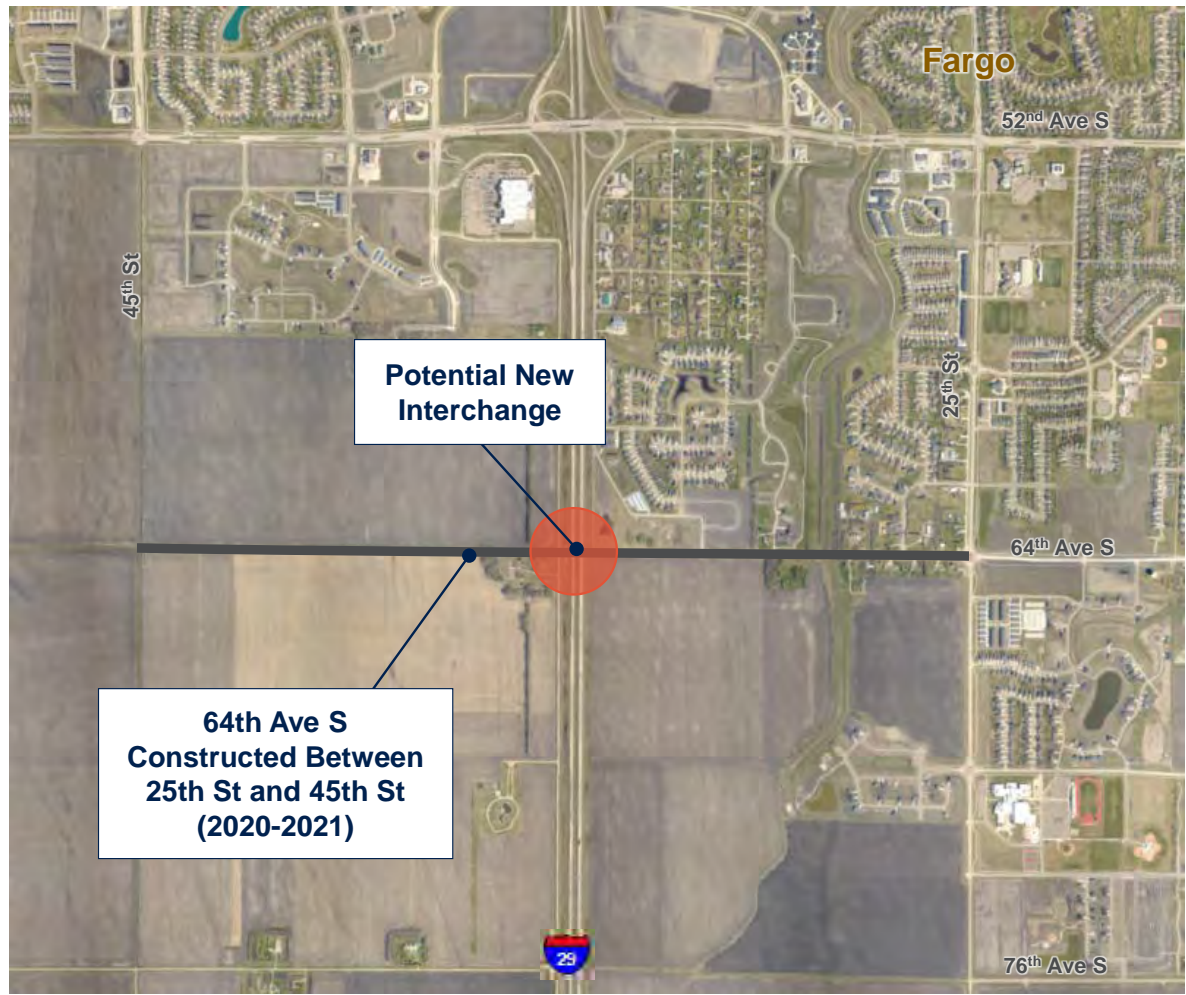 Fargo
52nd Ave S
45th St
Potential New
Interchange
25th St
64th Ave S
64th Ave S
Constructed Between
25th St and 45th St
(2020-2021)
29
76th Ave S